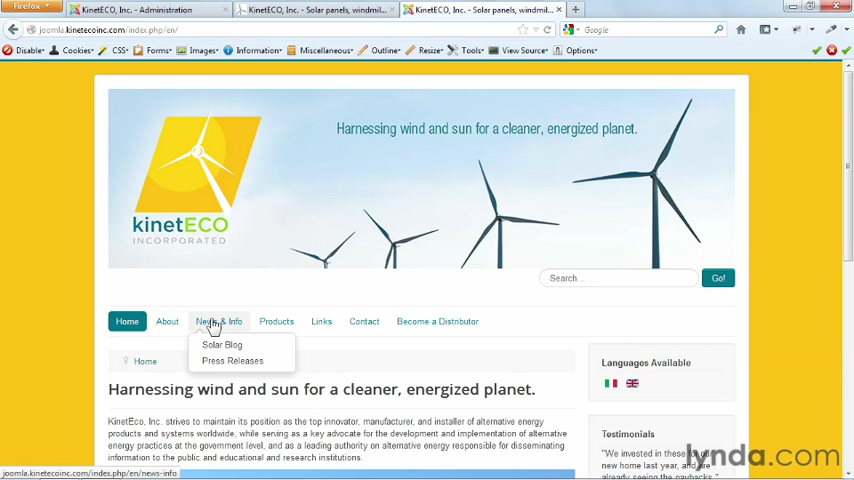 Firefox
KinetECO, Inc. - Administration
KinetECO, Inc. - Solar panels, windmil...
KinetECO, Inc. - Solar panels, windmil...
joomla.kinetecoinc.com/index.php/en/
Google
Disable
Cookies
CSS
Forms
Images
Information
Miscellaneous
Outline
Resize
Tools
View Source
Options
Harnessing wind and sun for a cleaner, energized planet.
kinetECO
INCORPORATED
Search...
Go!
Home
About
News & Info
Products
Links
Contact
Become a Distributor
Solar Blog
Press Releases
Home
Languages Available
Harnessing wind and sun for a cleaner, energized planet.
KinetEco, Inc. strives to maintain its position as the top innovator, manufacturer, and installer of alternative energy
products and systems worldwide, while serving as a key advocate for the development and implementation of alternative
energy practices at the government level, and as a leading authority on alternative energy responsible for disseminating
information to the public and educational and research institutions.
Testimonials
"We invested in these for our
new home last year, and are
already seeing the paybacks."
lynda.com
joomla.kinetecoinc.com/index.php/en/news-info